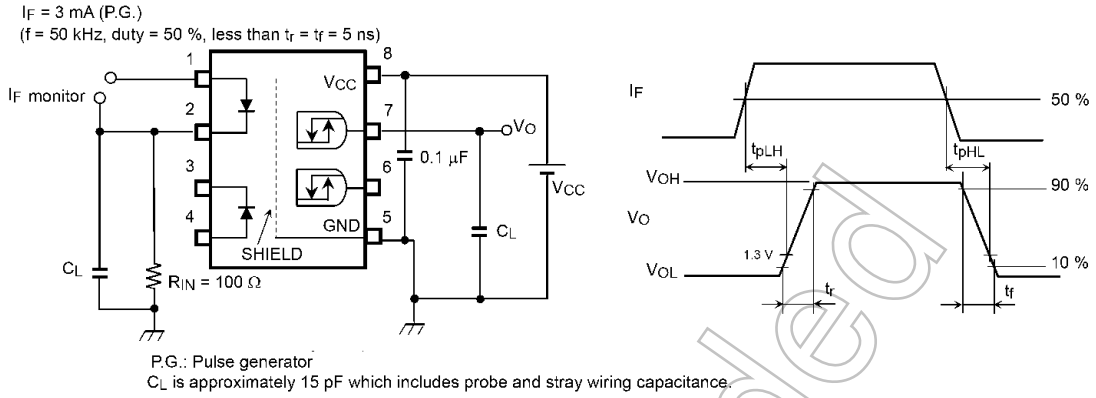 IF = 3 mA (P.G.)
(f = 50 kHz, duty = 50 %, less than tr = tf = 5 ns)
IF monitor
1
2
3
4
8
7
6
5
VCC
GND
SHIELD
VO
0.1 μF
VCC
CL
CL
RIN = 100 Ω
P.G.: Pulse generator
CL is approximately 15 pF which includes probe and stray wiring capacitance.
IF
50 %
tpLH
tpHL
VOH
90 %
VO
1.3 V
VOL
10 %
tr
tf
ded